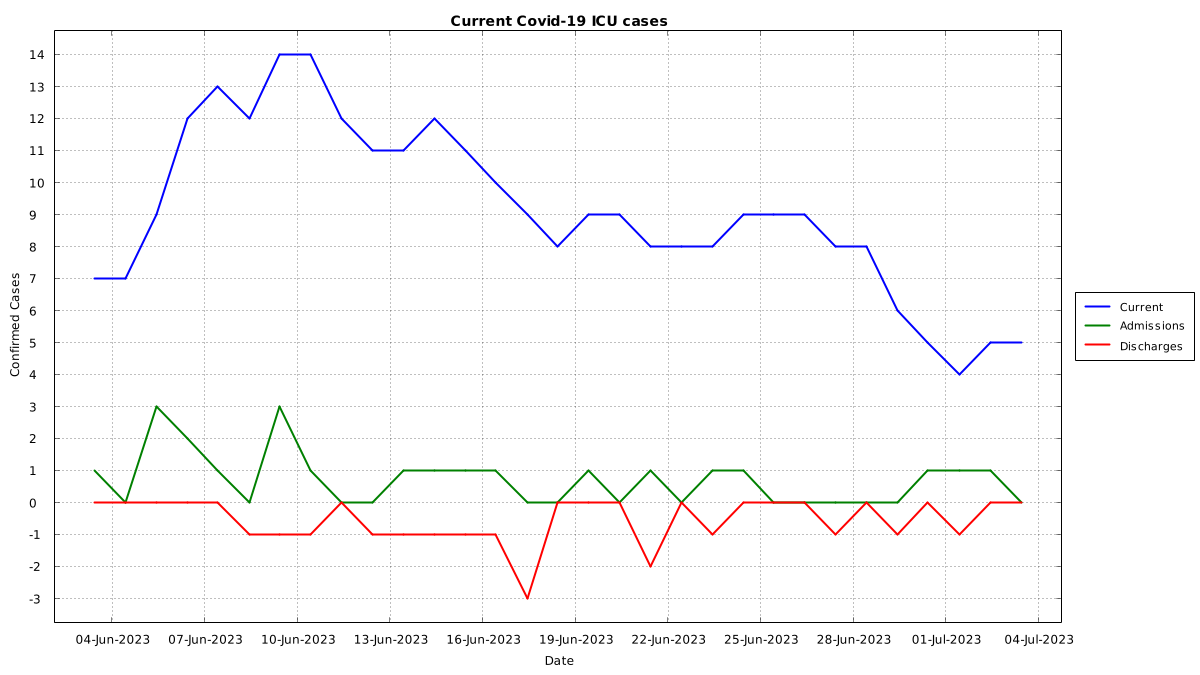 Current Covid-19 ICU cases
14
13
12
11
10
9
8
7
6
5
4
3
2
1
0
-1
-2
-3
Confirmed Cases
04-Jun-2023 07-Jun-2023 10-Jun-2023 13-Jun-2023 16-Jun-2023 19-Jun-2023 22-Jun-2023 25-Jun-2023 28-Jun-2023 01-Jul-2023 04-Jul-2023
Date
Current
Admissions
Discharges